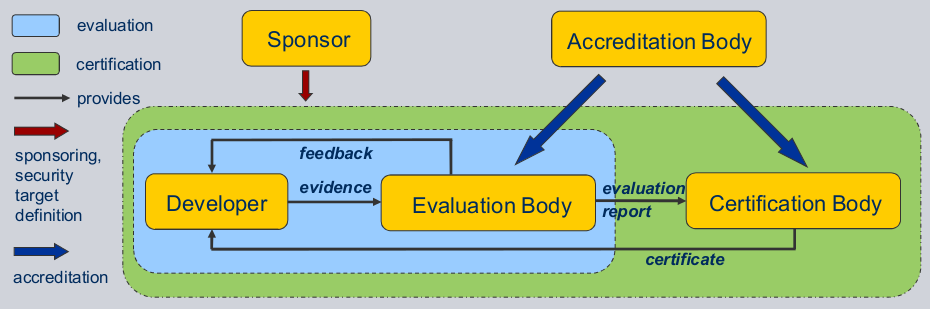 evaluation
certification
provides
sponsoring,
security
target
definition
accreditation
Sponsor
Accreditation Body
feedback
evidence
Developer
Evaluation Body
evaluation
report
Certification Body
certificate